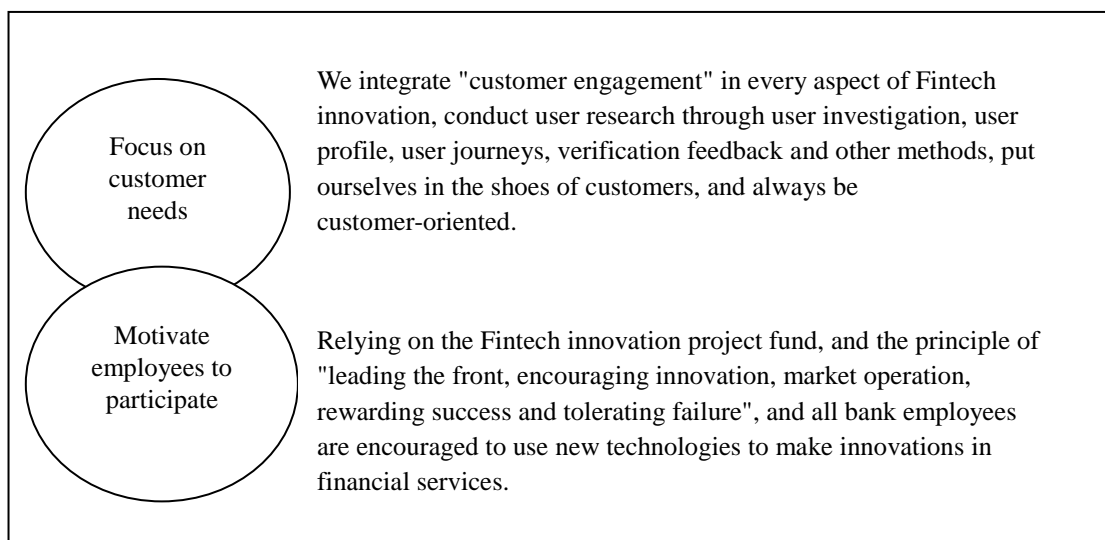 Focus on
customer
needs
We integrate "customer engagement" in every aspect of Fintech
innovation, conduct user research through user investigation, user
profile, user journeys, verification feedback and other methods, put
ourselves in the shoes of customers, and always be
customer-oriented.
Motivate
employees to
participate
Relying on the Fintech innovation project fund, and the principle of
"leading the front, encouraging innovation, market operation,
rewarding success and tolerating failure", and all bank employees
are encouraged to use new technologies to make innovations in
financial services.